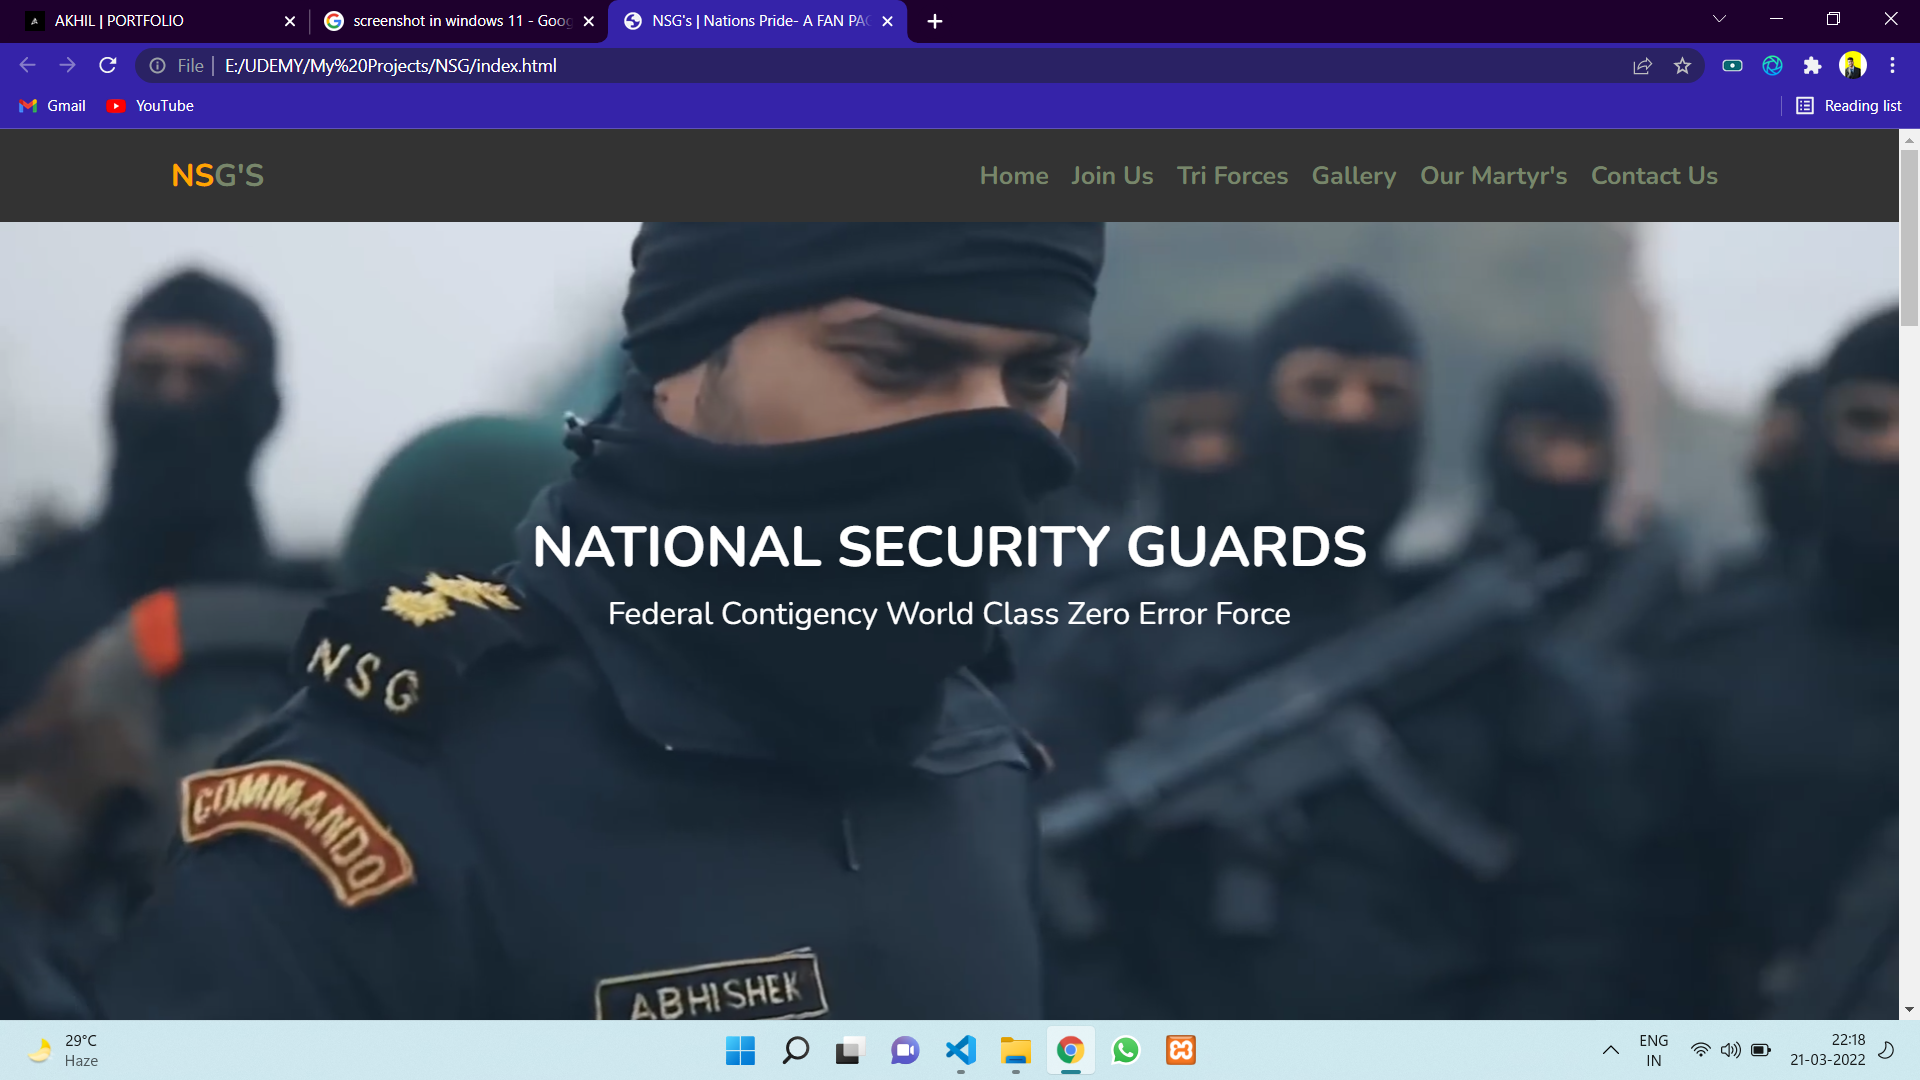 AKHIL | PORTFOLIO
screenshot in windows 11 - Goog
NSG's | Nations Pride- A FAN PAG
File
E:/UDEMY/My%20Projects/NSG/index.html
Gmail
YouTube
Reading list
NSG'S
Home
Join Us
Tri Forces
Gallery
Our Martyr's
Contact Us
NATIONAL SECURITY GUARDS
Federal Contigency World Class Zero Error Force
NSG
COMMANDO
ABHISHEK
29°C
Haze
ENG
IN
22:18
21-03-2022